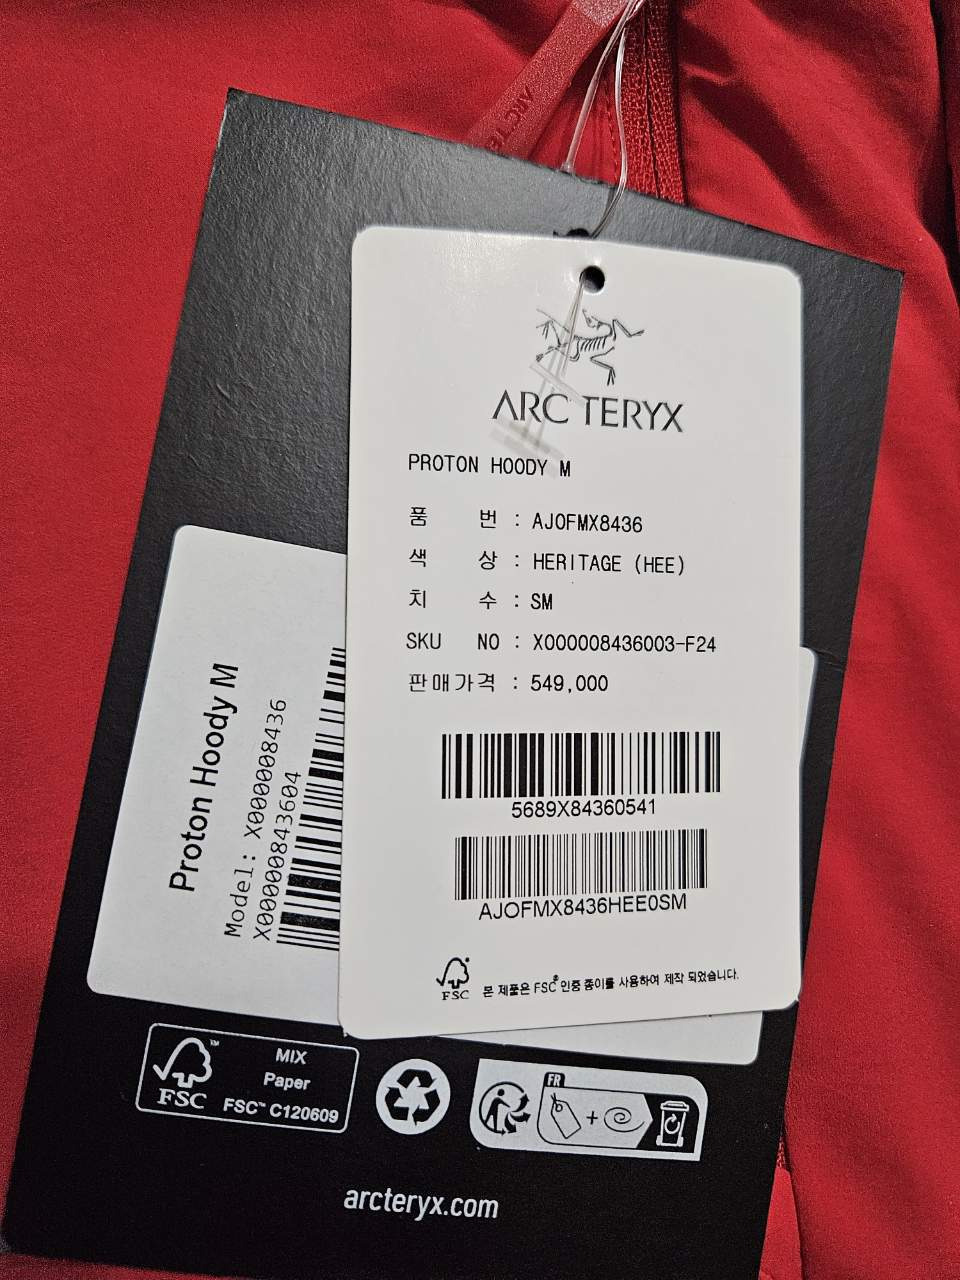 ARC'TERYX
PROTON HOODY M
품 번 : AJOFMX8436
색 상 : HERITAGE (HEE)
치 수 : SM
SKU NO : X000008436003-F24
판매가격 : 549,000
5689X84360541
AJOFMX8436HEE0SM
FSC
본 제품은 FSC® 인증 종이를 사용하여 제작 되었습니다.
Proton Hoody M
Model: X000008436
X00000843604
FSC™
MIX
Paper
FSC™ C120609
FR
+
arcteryx.com